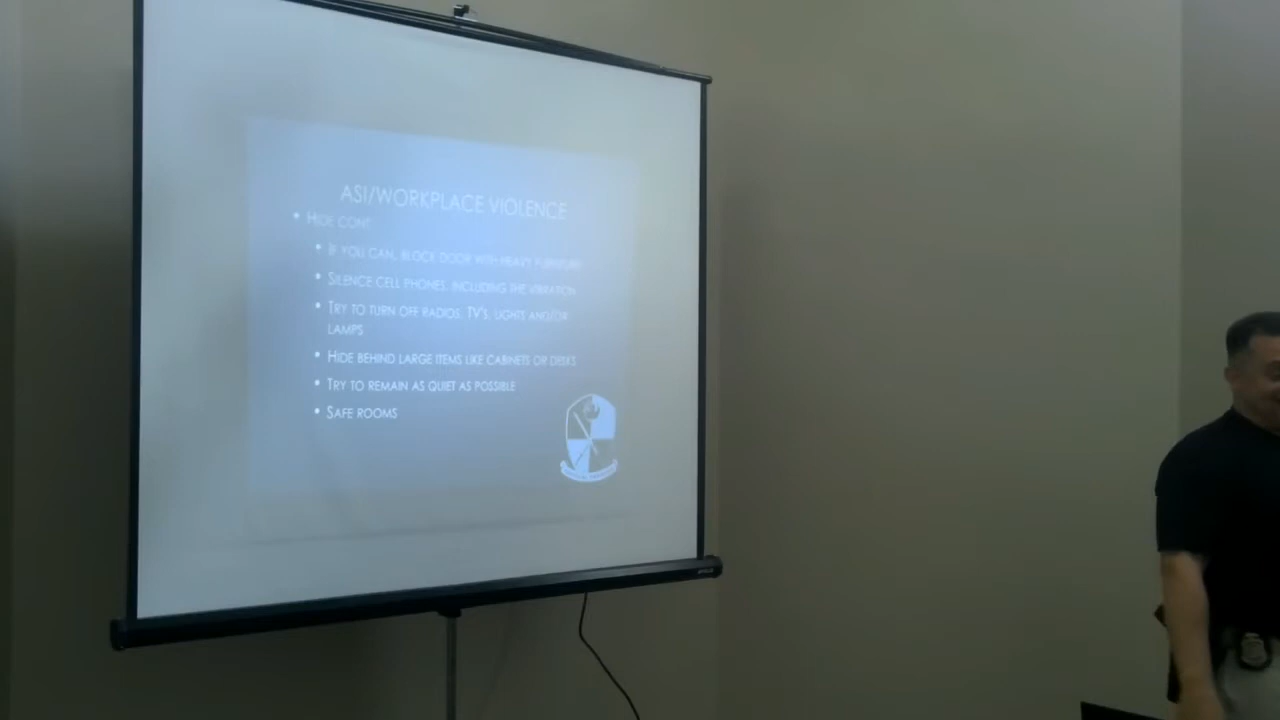 ASI/WORKPLACE VIOLENCE
• HIDE CONT
• IF YOU CAN, BLOCK DOOR WITH HEAVY FURNITURE
• SILENCE CELL PHONES, INCLUDING THE VIBRATION
• TRY TO TURN OFF RADIOS, TV'S, LIGHTS AND/OR
LAMPS
• HIDE BEHIND LARGE ITEMS LIKE CABINETS OR DESKS
• TRY TO REMAIN AS QUIET AS POSSIBLE
• SAFE ROOMS